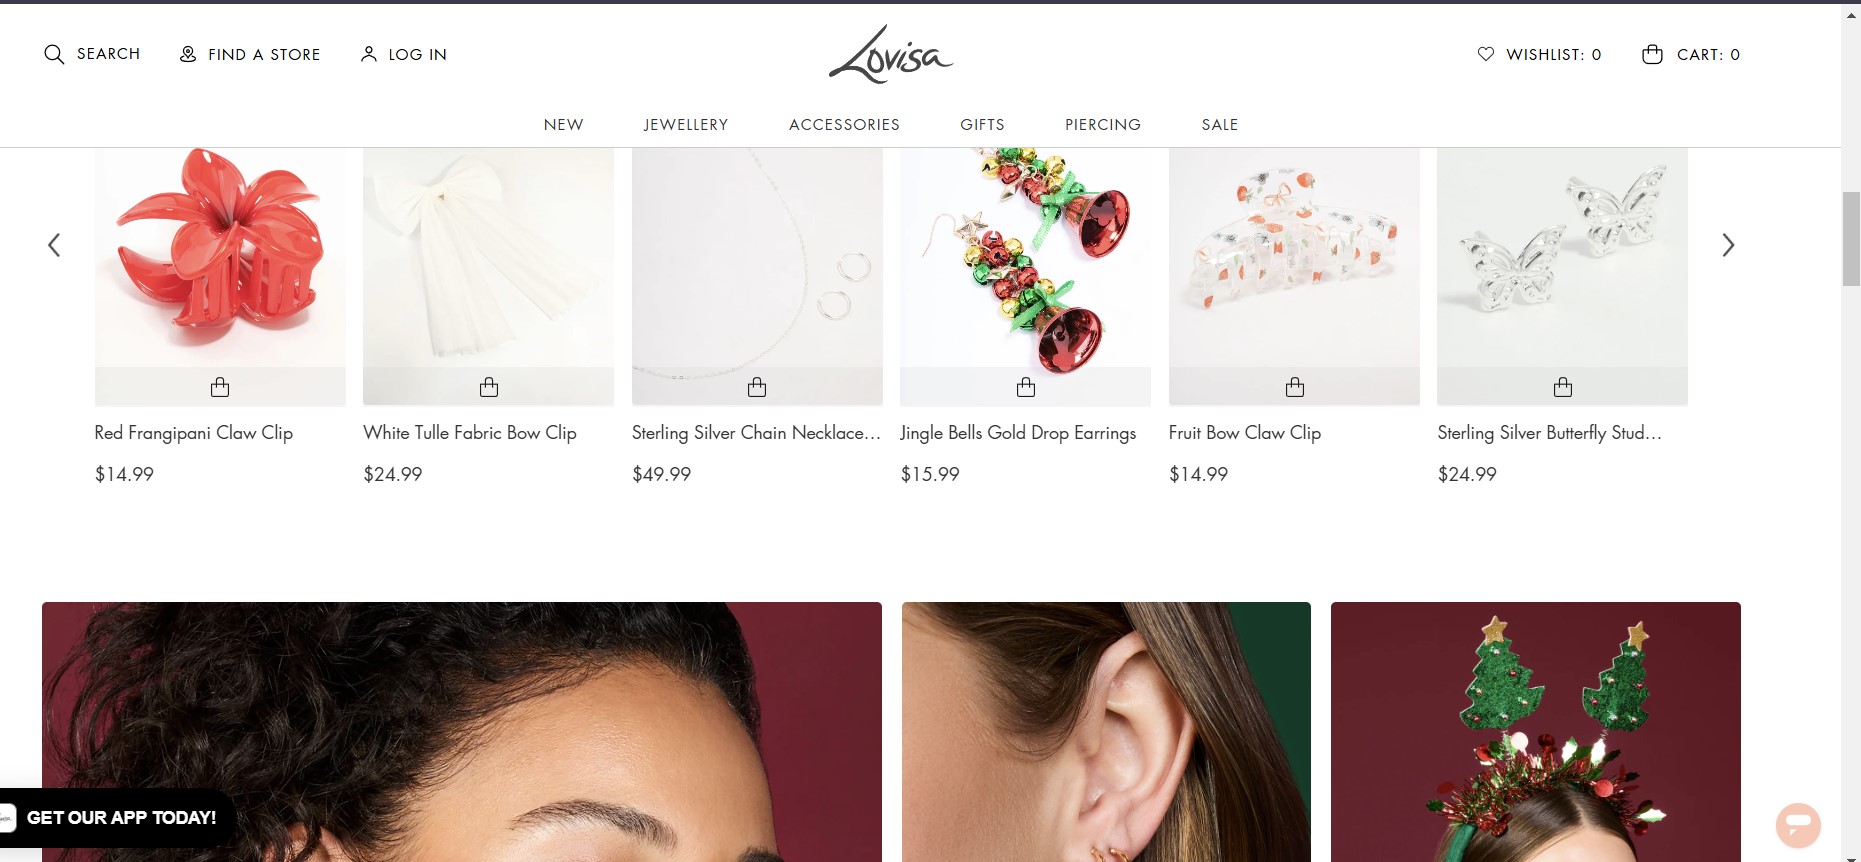 SEARCH
FIND A STORE
LOG IN
Lovisa
WISHLIST: 0
CART: 0
NEW
JEWELLERY
ACCESSORIES
GIFTS
PIERCING
SALE
Red Frangipani Claw Clip
$14.99
White Tulle Fabric Bow Clip
$24.99
Sterling Silver Chain Necklace...
$49.99
Jingle Bells Gold Drop Earrings
$15.99
Fruit Bow Claw Clip
$14.99
Sterling Silver Butterfly Stud...
$24.99
GET OUR APP TODAY!